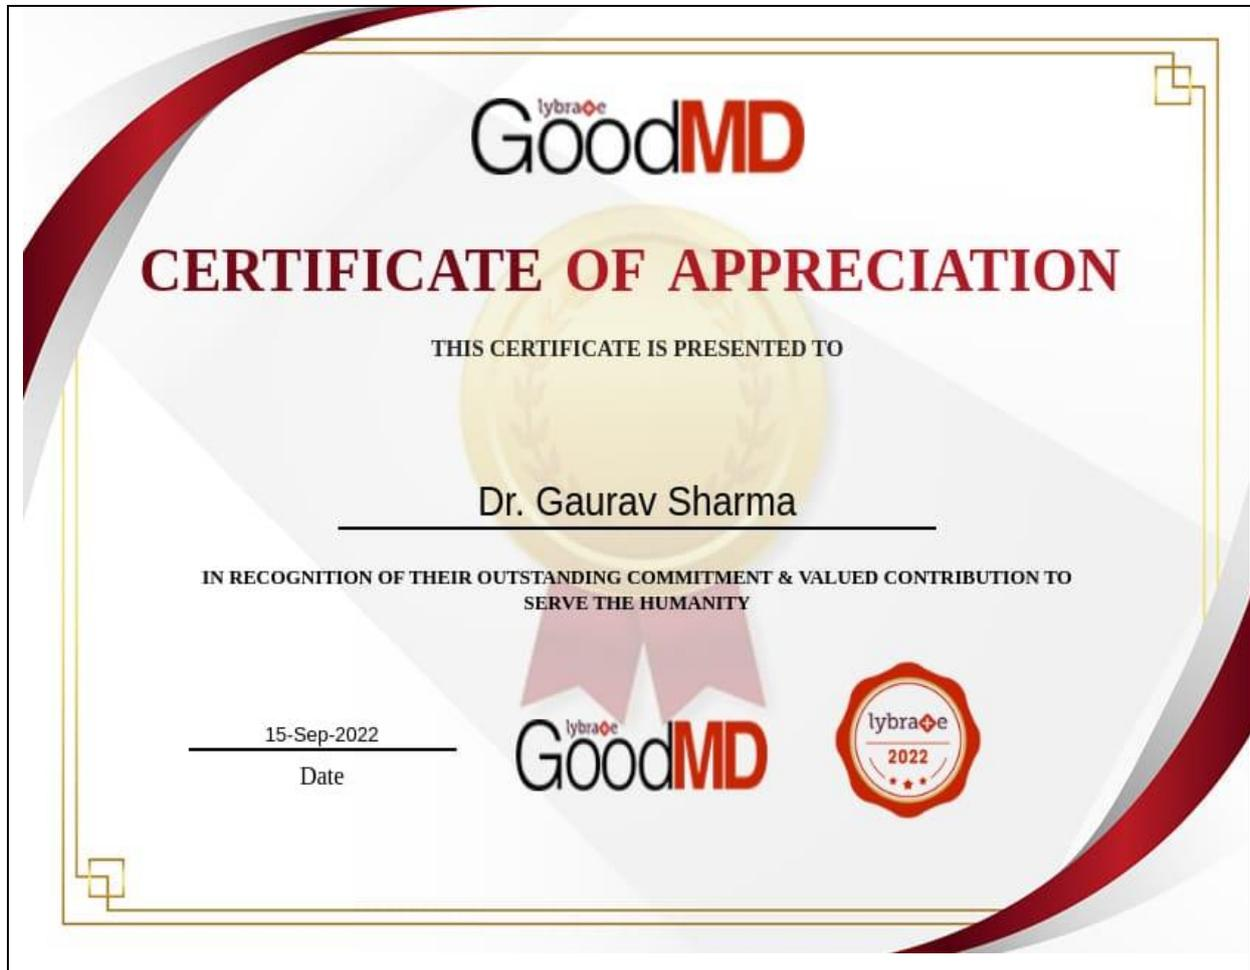 lybrate
GoodMD
CERTIFICATE OF APPRECIATION
THIS CERTIFICATE IS PRESENTED TO
Dr. Gaurav Sharma
IN RECOGNITION OF THEIR OUTSTANDING COMMITMENT & VALUED CONTRIBUTION TO
SERVE THE HUMANITY
15-Sep-2022
Date
lybrate
GoodMD
lybrate
2022